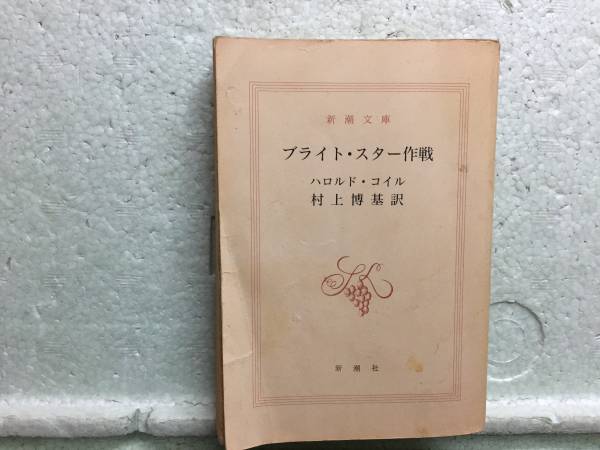 新潮文庫
ブライト・スター作戦
ハロルド・コイル
村上博基訳
新潮社